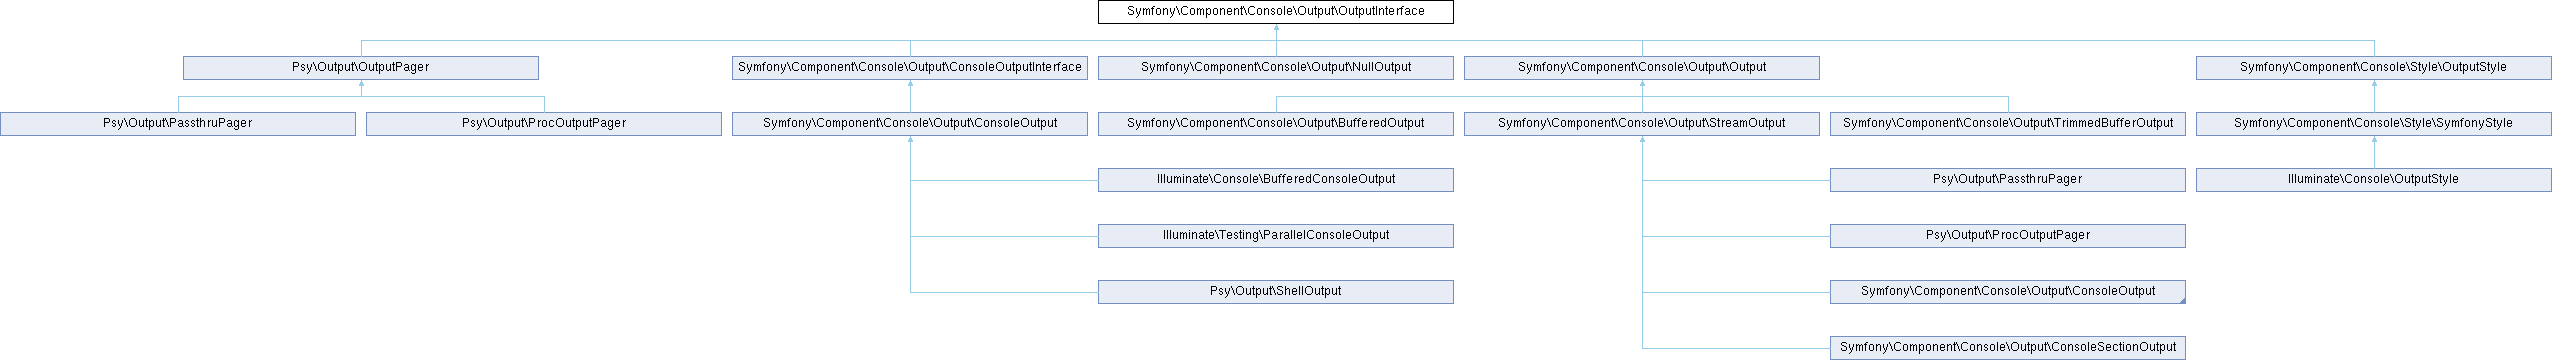 Symfony\Component\Console\Output\OutputInterface
Psy\Output\OutputPager
Symfony\Component\Console\Output\ConsoleOutputInterface
Symfony\Component\Console\Output\NullOutput
Symfony\Component\Console\Output\Output
Symfony\Component\Console\Style\OutputStyle
Psy\Output\PassthruPager
Psy\Output\ProcOutputPager
Symfony\Component\Console\Output\ConsoleOutput
Symfony\Component\Console\Output\BufferedOutput
Symfony\Component\Console\Output\StreamOutput
Symfony\Component\Console\Output\TrimmedBufferOutput
Symfony\Component\Console\Style\SymfonyStyle
Illuminate\Console\BufferedConsoleOutput
Psy\Output\PassthruPager
Illuminate\Console\OutputStyle
Illuminate\Testing\ParallelConsoleOutput
Psy\Output\ProcOutputPager
Psy\Output\ShellOutput
Symfony\Component\Console\Output\ConsoleOutput
Symfony\Component\Console\Output\ConsoleSectionOutput